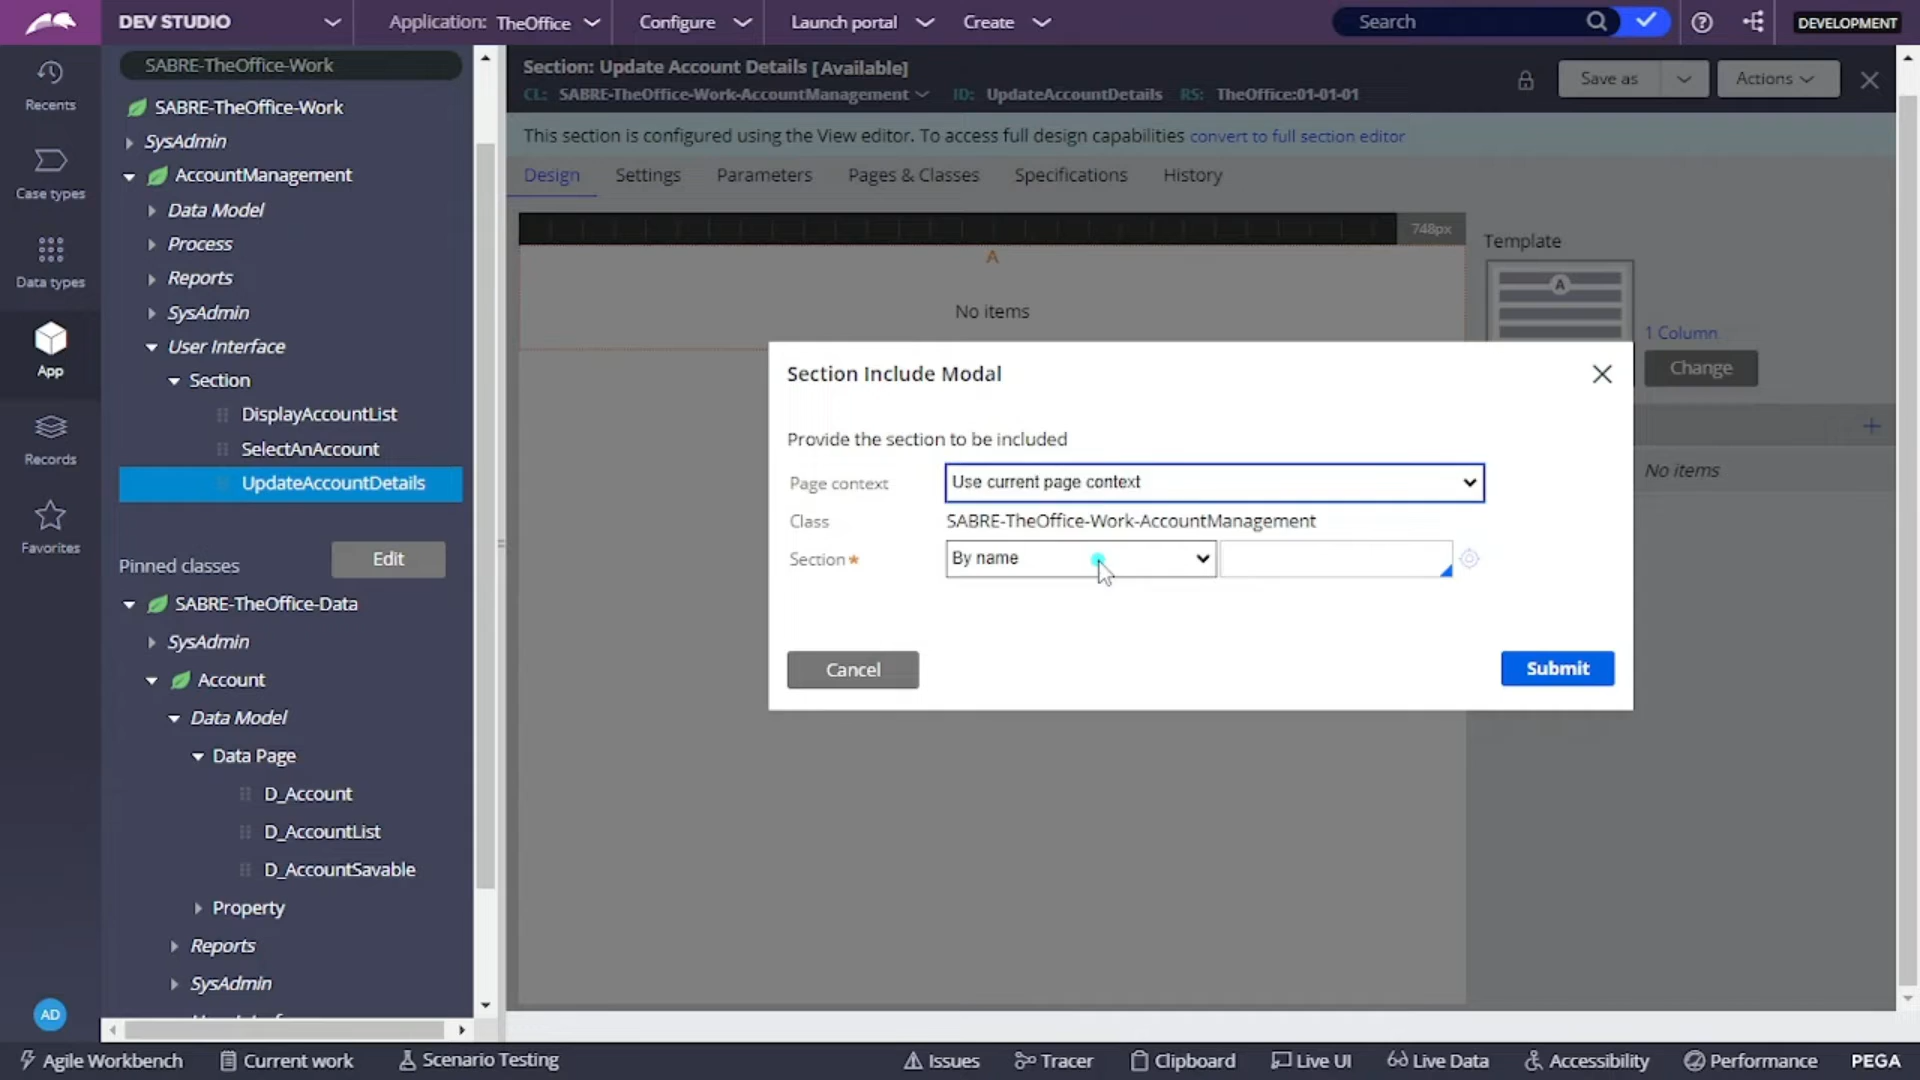 DEV STUDIO
Application: TheOffice
Configure
Launch portal
Create
Search
DEVELOPMENT
Recents
Case types
Data types
App
Records
Favorites
AD
SABRE-TheOffice-Work
SABRE-TheOffice-Work
SysAdmin
AccountManagement
Data Model
Process
Reports
SysAdmin
User Interface
Section
DisplayAccountList
SelectAnAccount
UpdateAccountDetails
Pinned classes
Edit
SABRE-TheOffice-Data
SysAdmin
Account
Data Model
Data Page
D_Account
D_AccountList
D_AccountSavable
Property
Reports
SysAdmin
Section: Update Account Details [Available]
CL: SABRE-TheOffice-Work-AccountManagement ID: UpdateAccountDetails RS: TheOffice:01-01-01
Save as
Actions
This section is configured using the View editor. To access full design capabilities convert to full section editor
Design
Settings
Parameters
Pages & Classes
Specifications
History
748px
A
No items
Template
A
1 Column
Change
No items
Section Include Modal
Provide the section to be included
Page context Use current page context
Class SABRE-TheOffice-Work-AccountManagement
Section* By name
Cancel
Submit
Agile Workbench
Current work
Scenario Testing
Issues
Tracer
Clipboard
Live UI
Live Data
Accessibility
Performance
PEGA